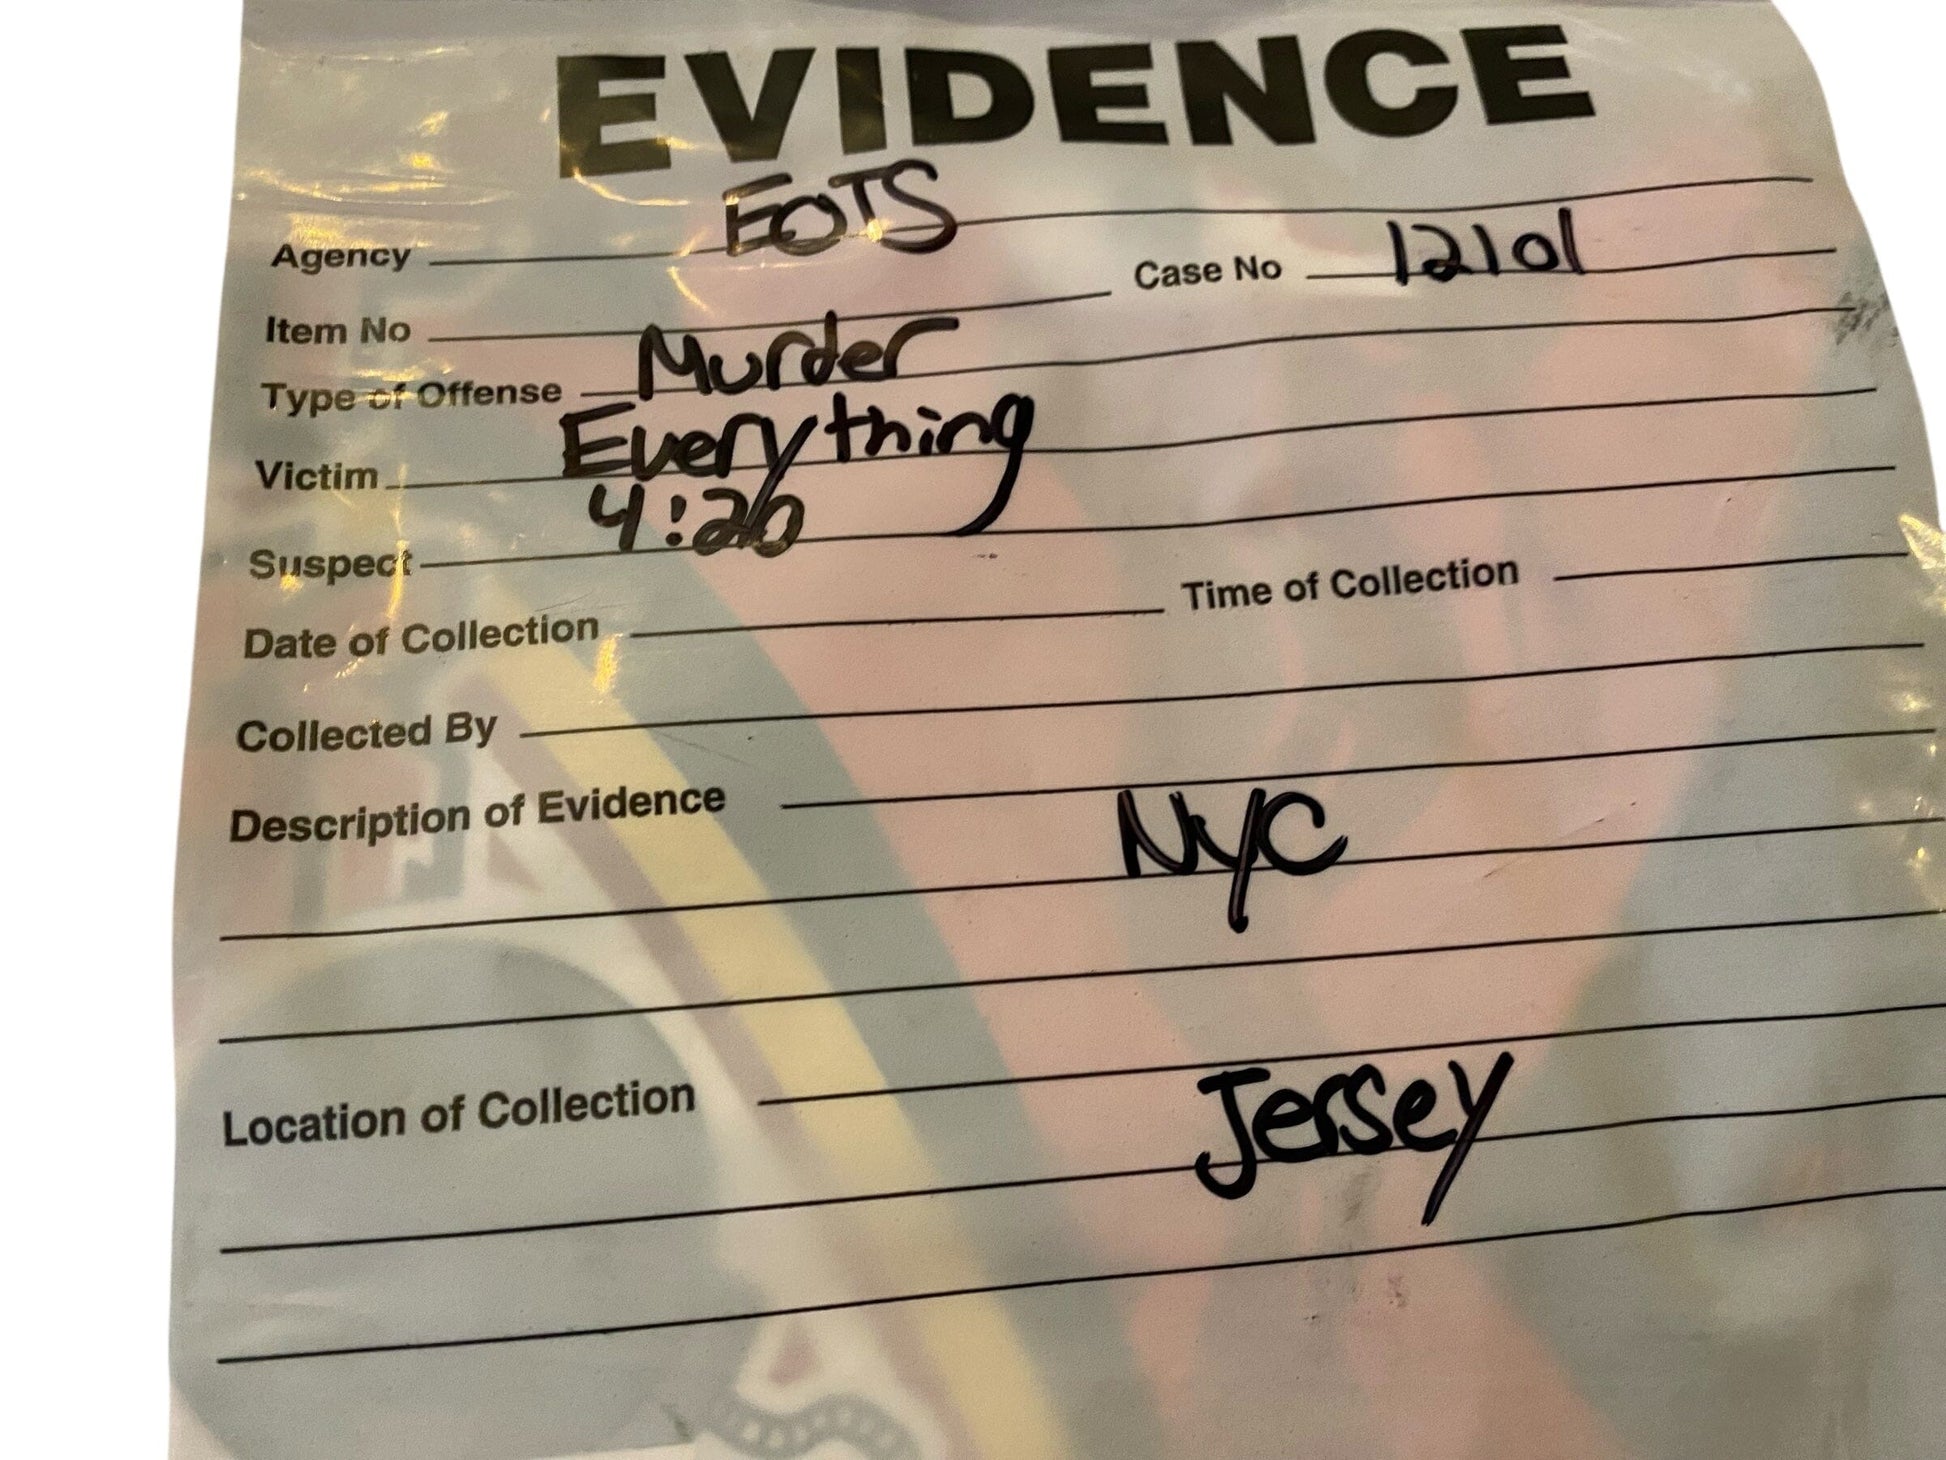 EVIDENCE
Agency EOTS
Item No Case No 12101
Type of Offense Murder
Victim Everything
Suspect 4:20
Date of Collection Time of Collection
Collected By
Description of Evidence
NYC
Location of Collection
Jersey